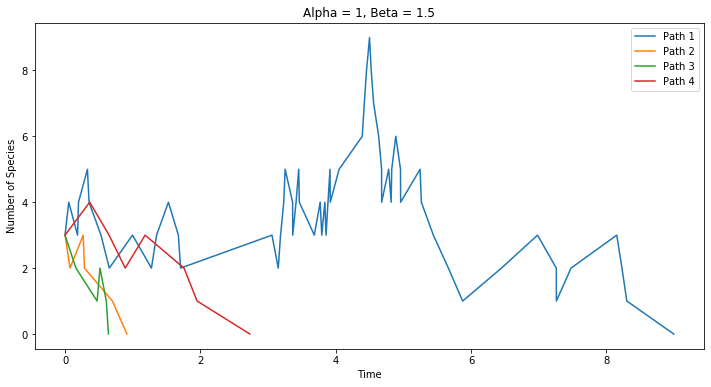 Alpha = 1, Beta = 1.5
Path 1
Path 2
Path 3
Path 4
Number of Species
8
6
4
2
0
0 2 4 6 8
Time